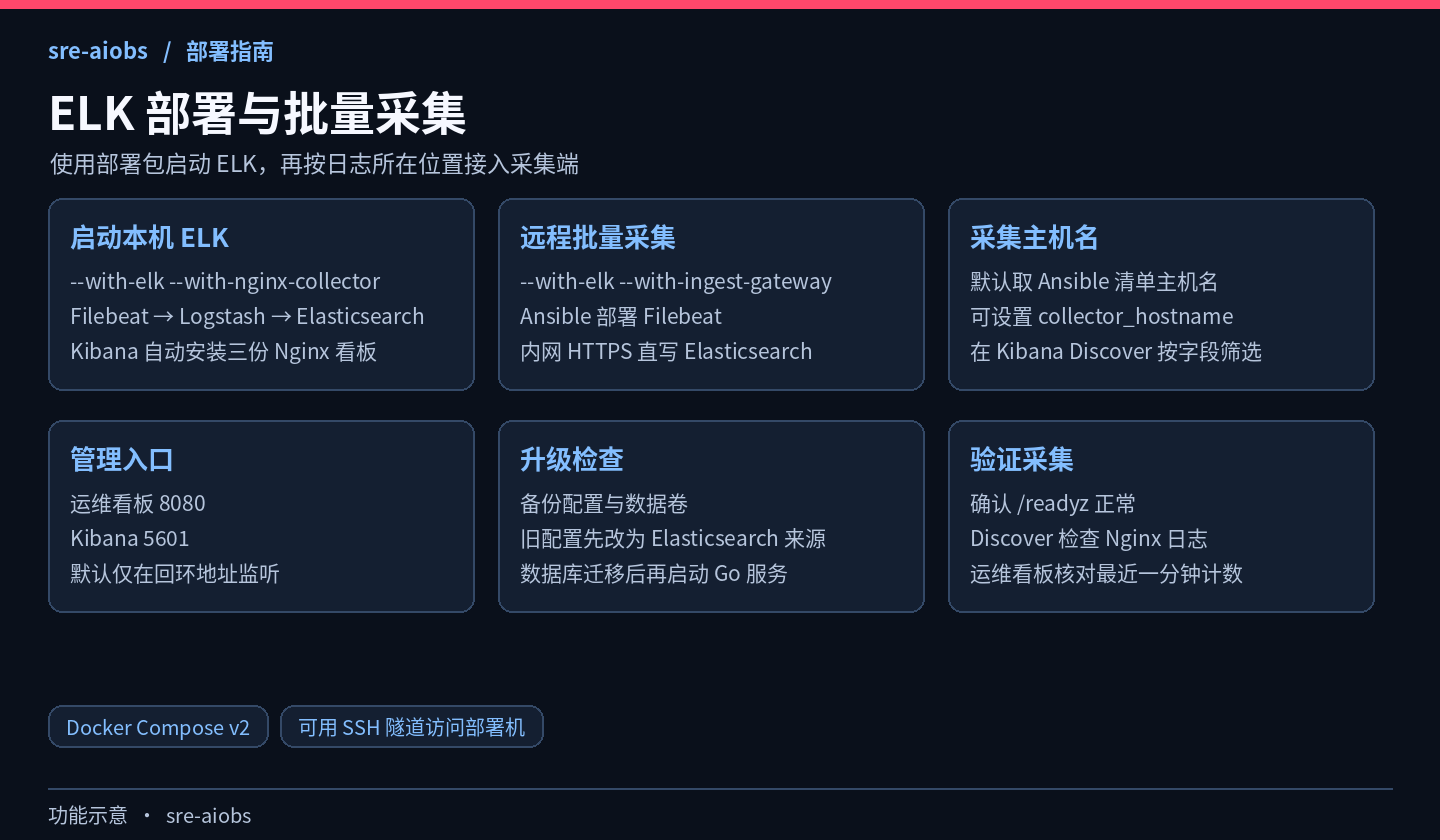 sre-aiobs / 部署指南
ELK 部署与批量采集
使用部署包启动 ELK，再按日志所在位置接入采集端
启动本机 ELK
--with-elk --with-nginx-collector
Filebeat → Logstash → Elasticsearch
Kibana 自动安装三份 Nginx 看板
远程批量采集
--with-elk --with-ingest-gateway
Ansible 部署 Filebeat
内网 HTTPS 直写 Elasticsearch
采集主机名
默认取 Ansible 清单主机名
可设置 collector_hostname
在 Kibana Discover 按字段筛选
管理入口
运维看板 8080
Kibana 5601
默认仅在回环地址监听
升级检查
备份配置与数据卷
旧配置先改为 Elasticsearch 来源
数据库迁移后再启动 Go 服务
验证采集
确认 /readyz 正常
Discover 检查 Nginx 日志
运维看板核对最近一分钟计数
Docker Compose v2
可用 SSH 隧道访问部署机
功能示意 · sre-aiobs